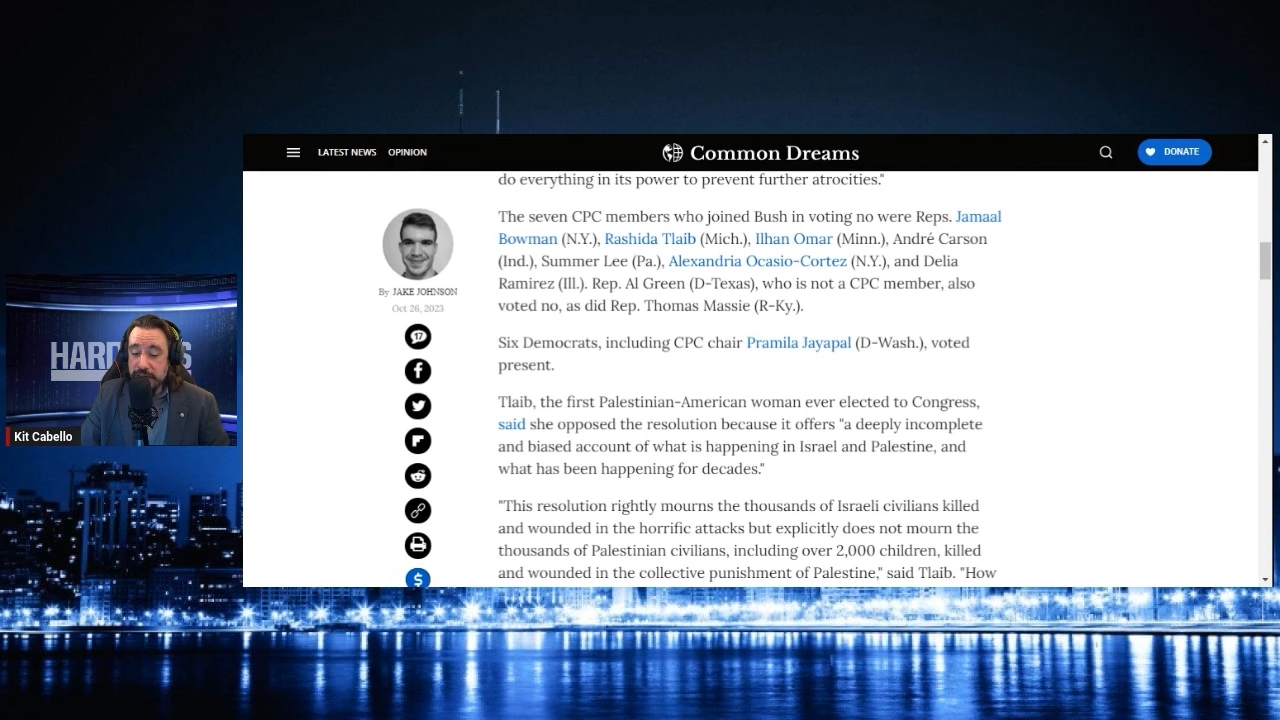 LATEST NEWS
OPINION
Common Dreams
DONATE
do everything in its power to prevent further atrocities."
The seven CPC members who joined Bush in voting no were Reps. Jamaal
Bowman (N.Y.), Rashida Tlaib (Mich.), Ilhan Omar (Minn.), André Carson
(Ind.), Summer Lee (Pa.), Alexandria Ocasio-Cortez (N.Y.), and Delia
Ramirez (Ill.). Rep. Al Green (D-Texas), who is not a CPC member, also
voted no, as did Rep. Thomas Massie (R-Ky.).
Six Democrats, including CPC chair Pramila Jayapal (D-Wash.), voted
present.
Tlaib, the first Palestinian-American woman ever elected to Congress,
said she opposed the resolution because it offers "a deeply incomplete
and biased account of what is happening in Israel and Palestine, and
what has been happening for decades."
"This resolution rightly mourns the thousands of Israeli civilians killed
and wounded in the horrific attacks but explicitly does not mourn the
thousands of Palestinian civilians, including over 2,000 children, killed
and wounded in the collective punishment of Palestine," said Tlaib. "How
By JAKE JOHNSON
Oct 26, 2023
17
$
Kit Cabello